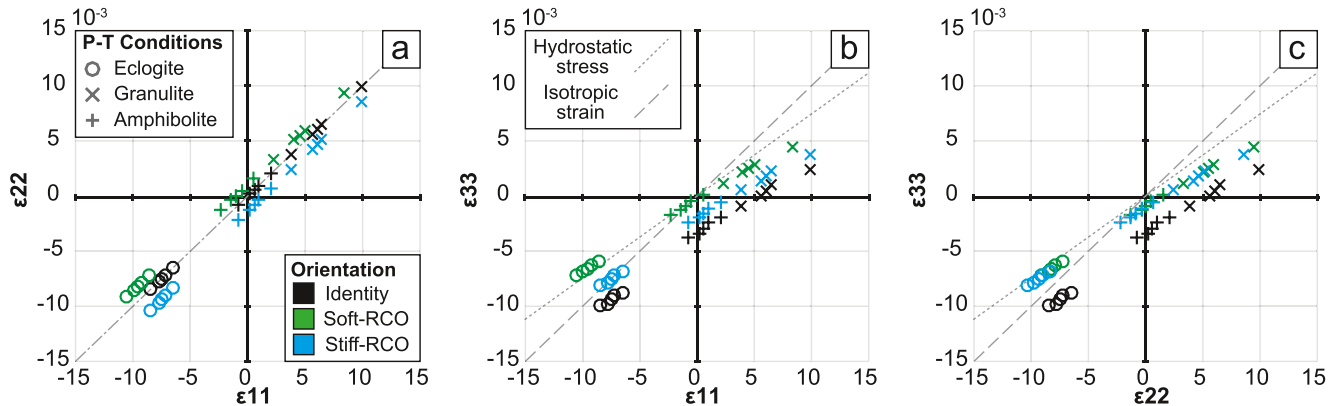 15 10⁻³
10
5
0
-5
-10
-15
ε22
-15 -10 -5 0 5 10 15
ε11
a
P-T Conditions
Eclogite
Granulite
Amphibolite
Orientation
Identity
Soft-RCO
Stiff-RCO
15 10⁻³
10
5
0
-5
-10
-15
ε33
-15 -10 -5 0 5 10 15
ε11
b
Hydrostatic
stress
Isotropic
strain
15 10⁻³
10
5
0
-5
-10
-15
ε33
-15 -10 -5 0 5 10 15
ε22
c